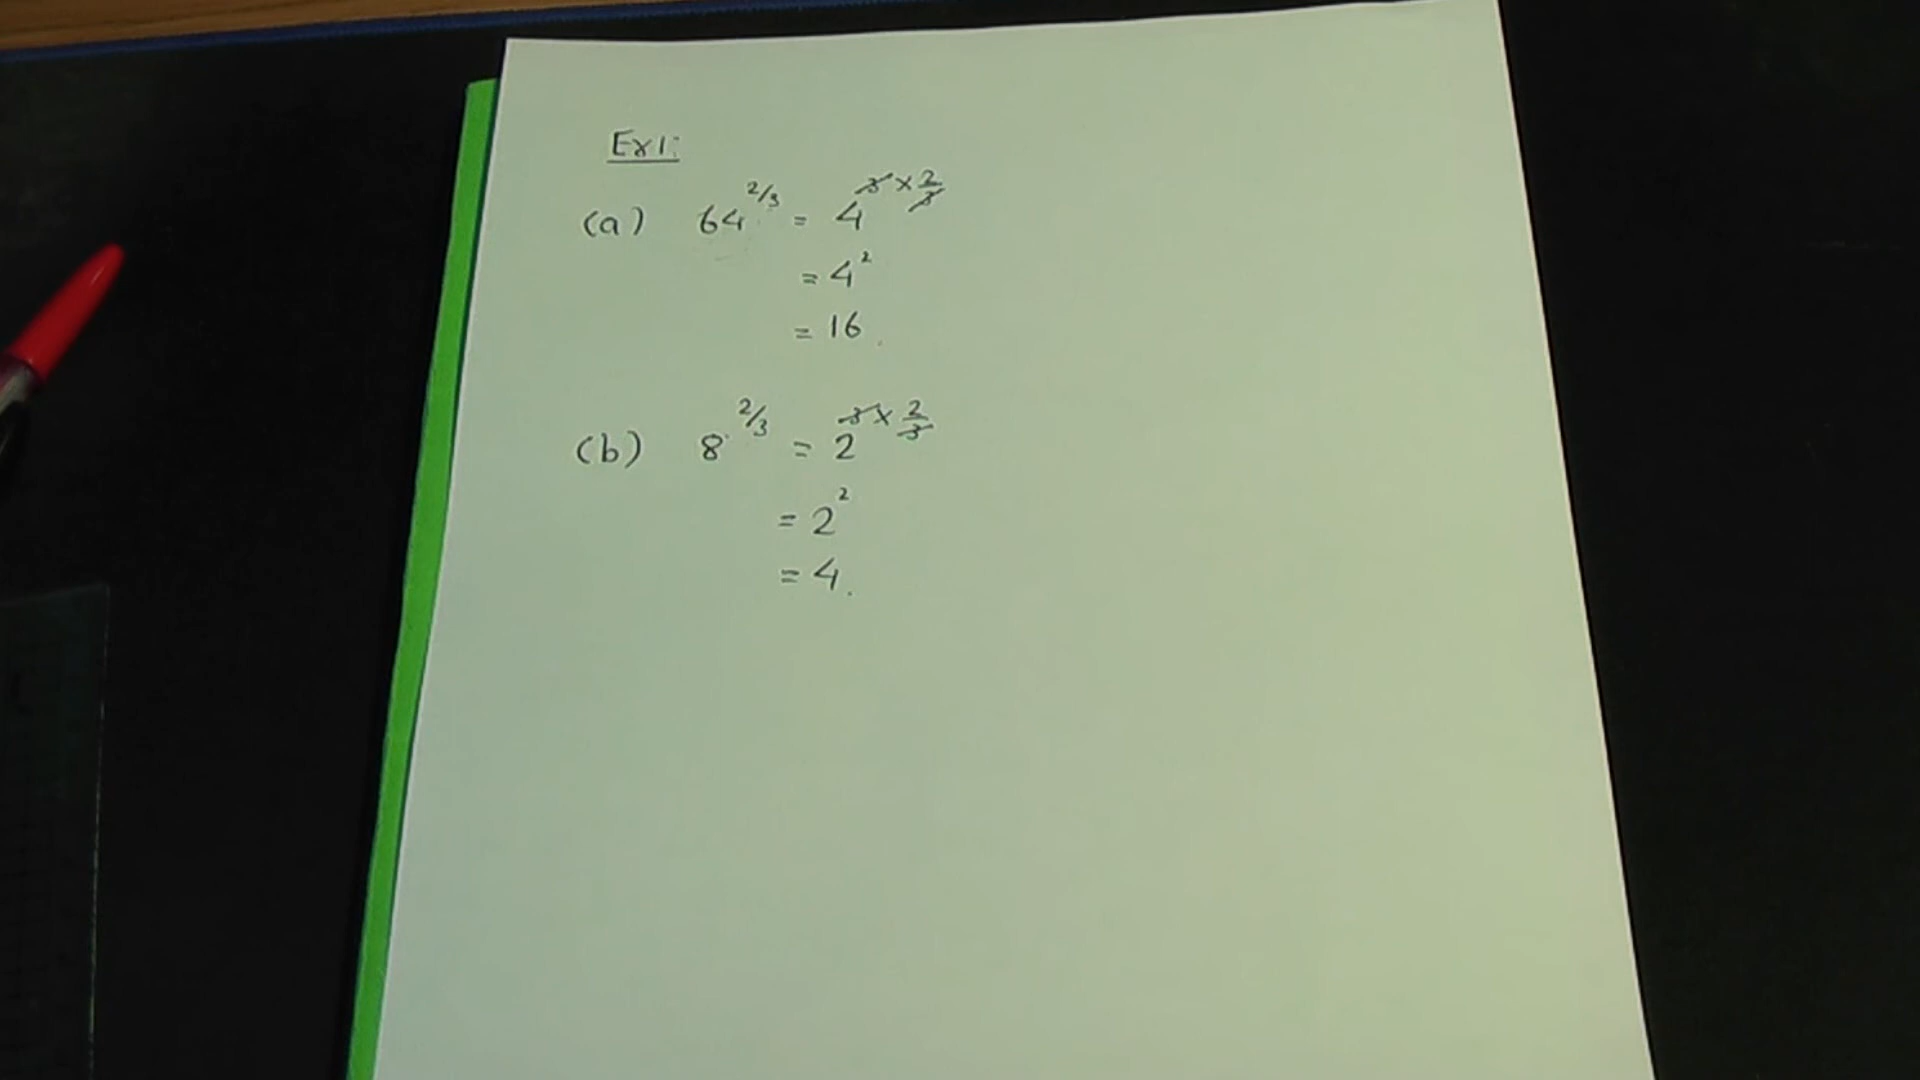 Ex1:
(a) 64^2/3 = 4^3×2/3
= 4^2
= 16.
(b) 8^2/3 = 2^3×2/3
= 2^2
= 4.